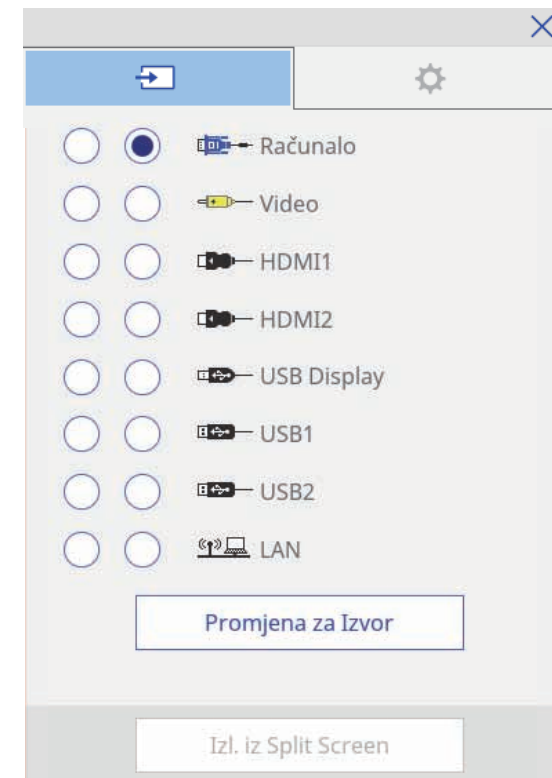 Računalo
Video
HDMI1
HDMI2
USB Display
USB1
USB2
LAN
Promjena za Izvor
Izl. iz Split Screen